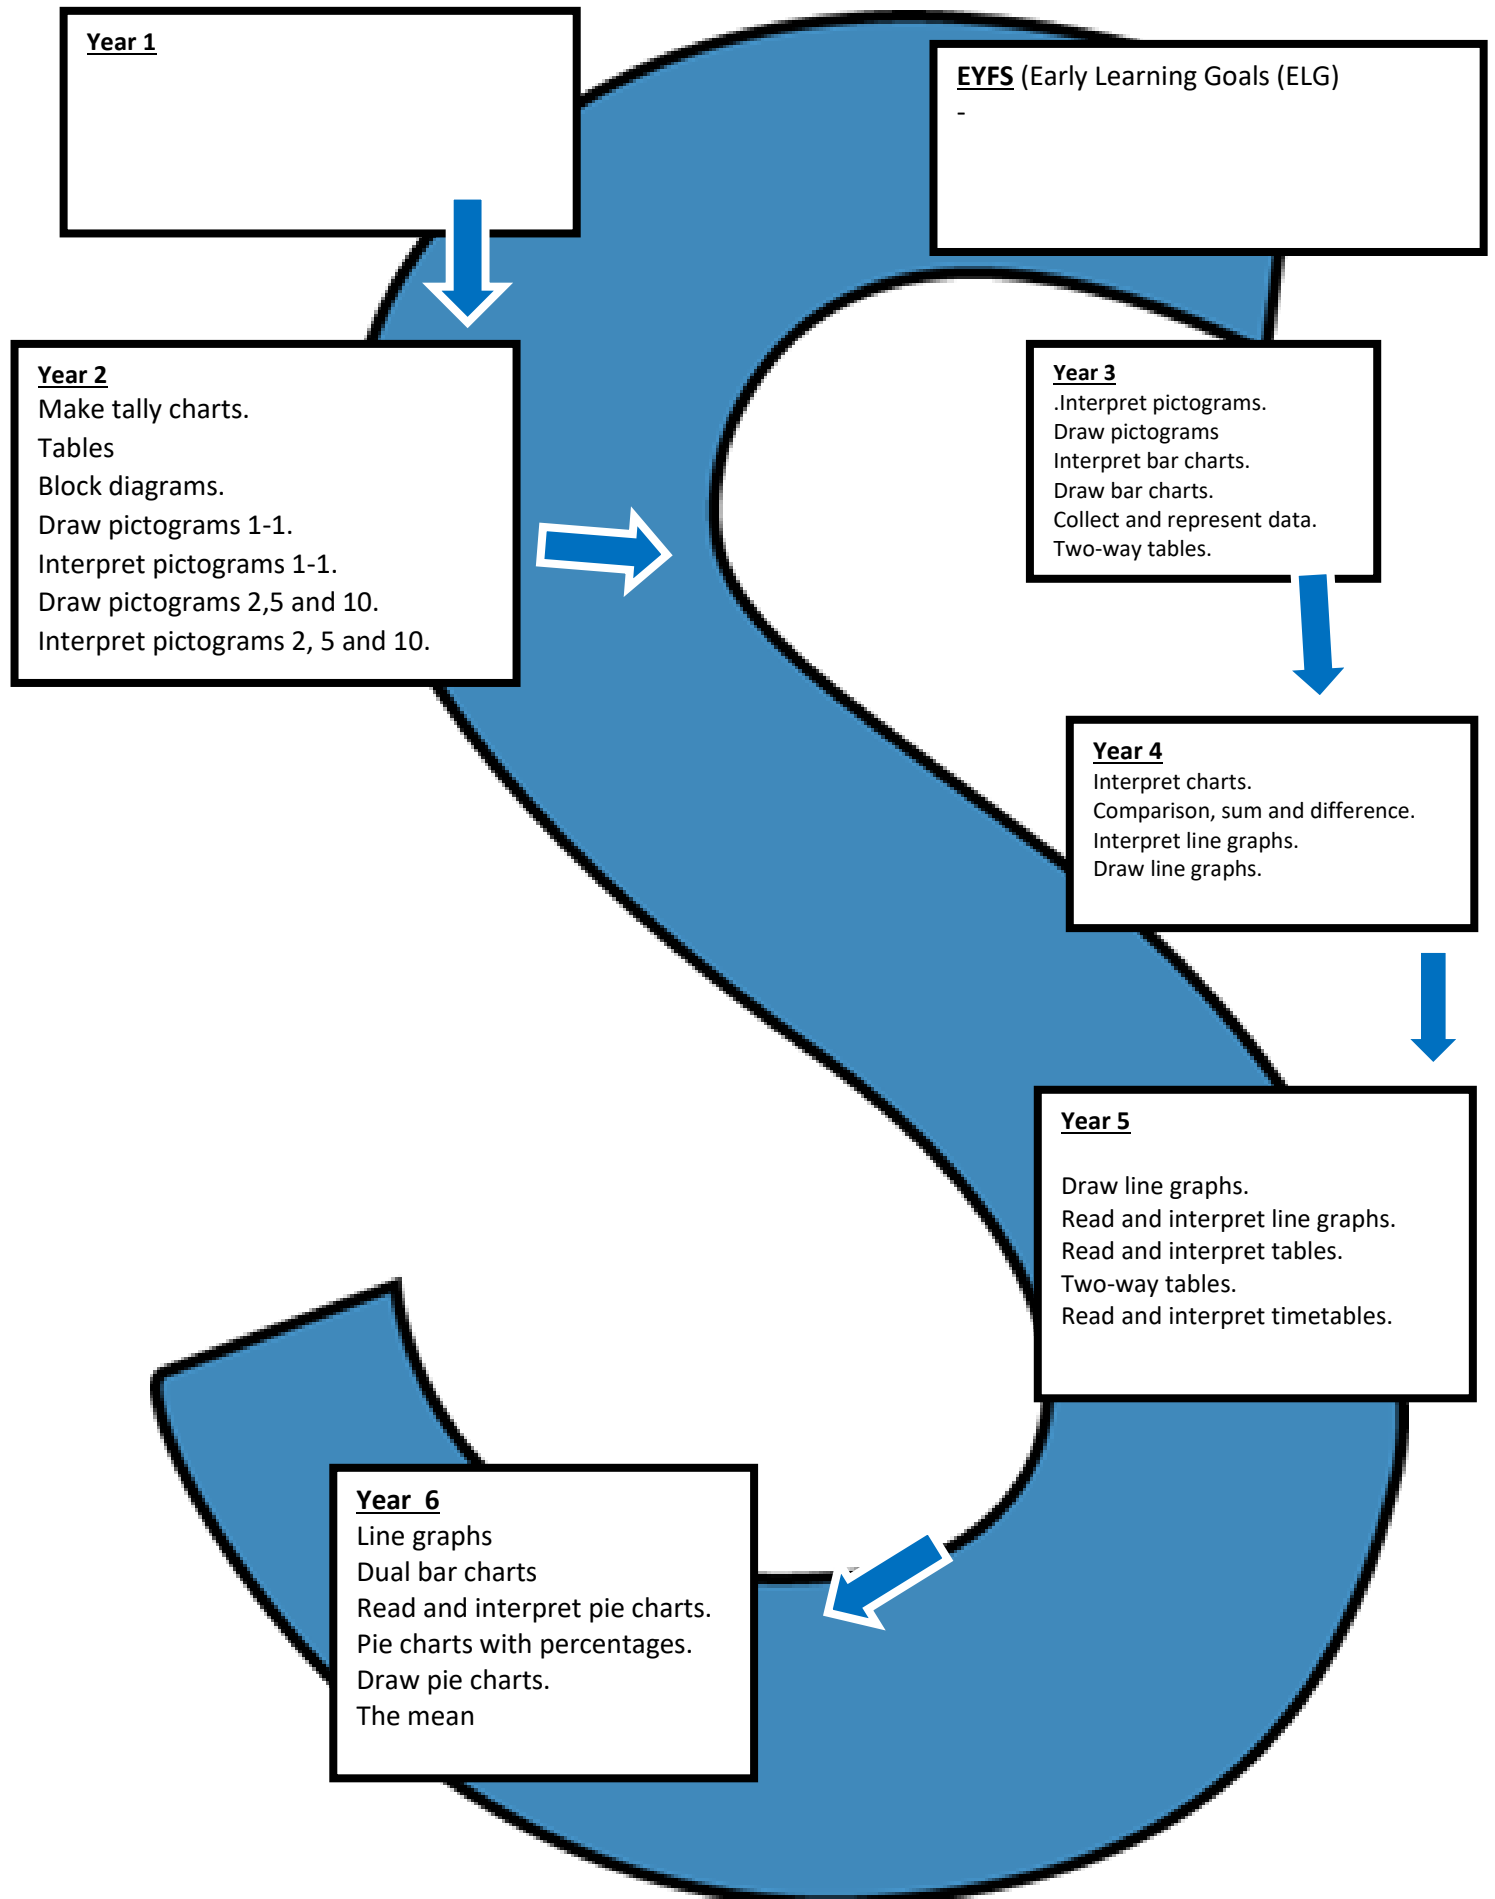 Year 1
EYFS (Early Learning Goals (ELG)
-
Year 2
Make tally charts.
Tables
Block diagrams.
Draw pictograms 1-1.
Interpret pictograms 1-1.
Draw pictograms 2,5 and 10.
Interpret pictograms 2, 5 and 10.
Year 3
.Interpret pictograms.
Draw pictograms
Interpret bar charts.
Draw bar charts.
Collect and represent data.
Two-way tables.
Year 4
Interpret charts.
Comparison, sum and difference.
Interpret line graphs.
Draw line graphs.
Year 5
Draw line graphs.
Read and interpret line graphs.
Read and interpret tables.
Two-way tables.
Read and interpret timetables.
Year  6
Line graphs
Dual bar charts
Read and interpret pie charts.
Pie charts with percentages.
Draw pie charts.
The mean